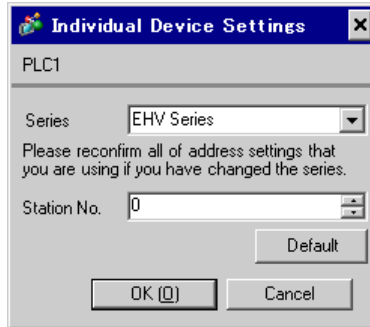 Individual Device Settings
PLC1
Series EHV Series
Please reconfirm all of address settings that
you are using if you have changed the series.
Station No. 0
Default
OK (O) Cancel